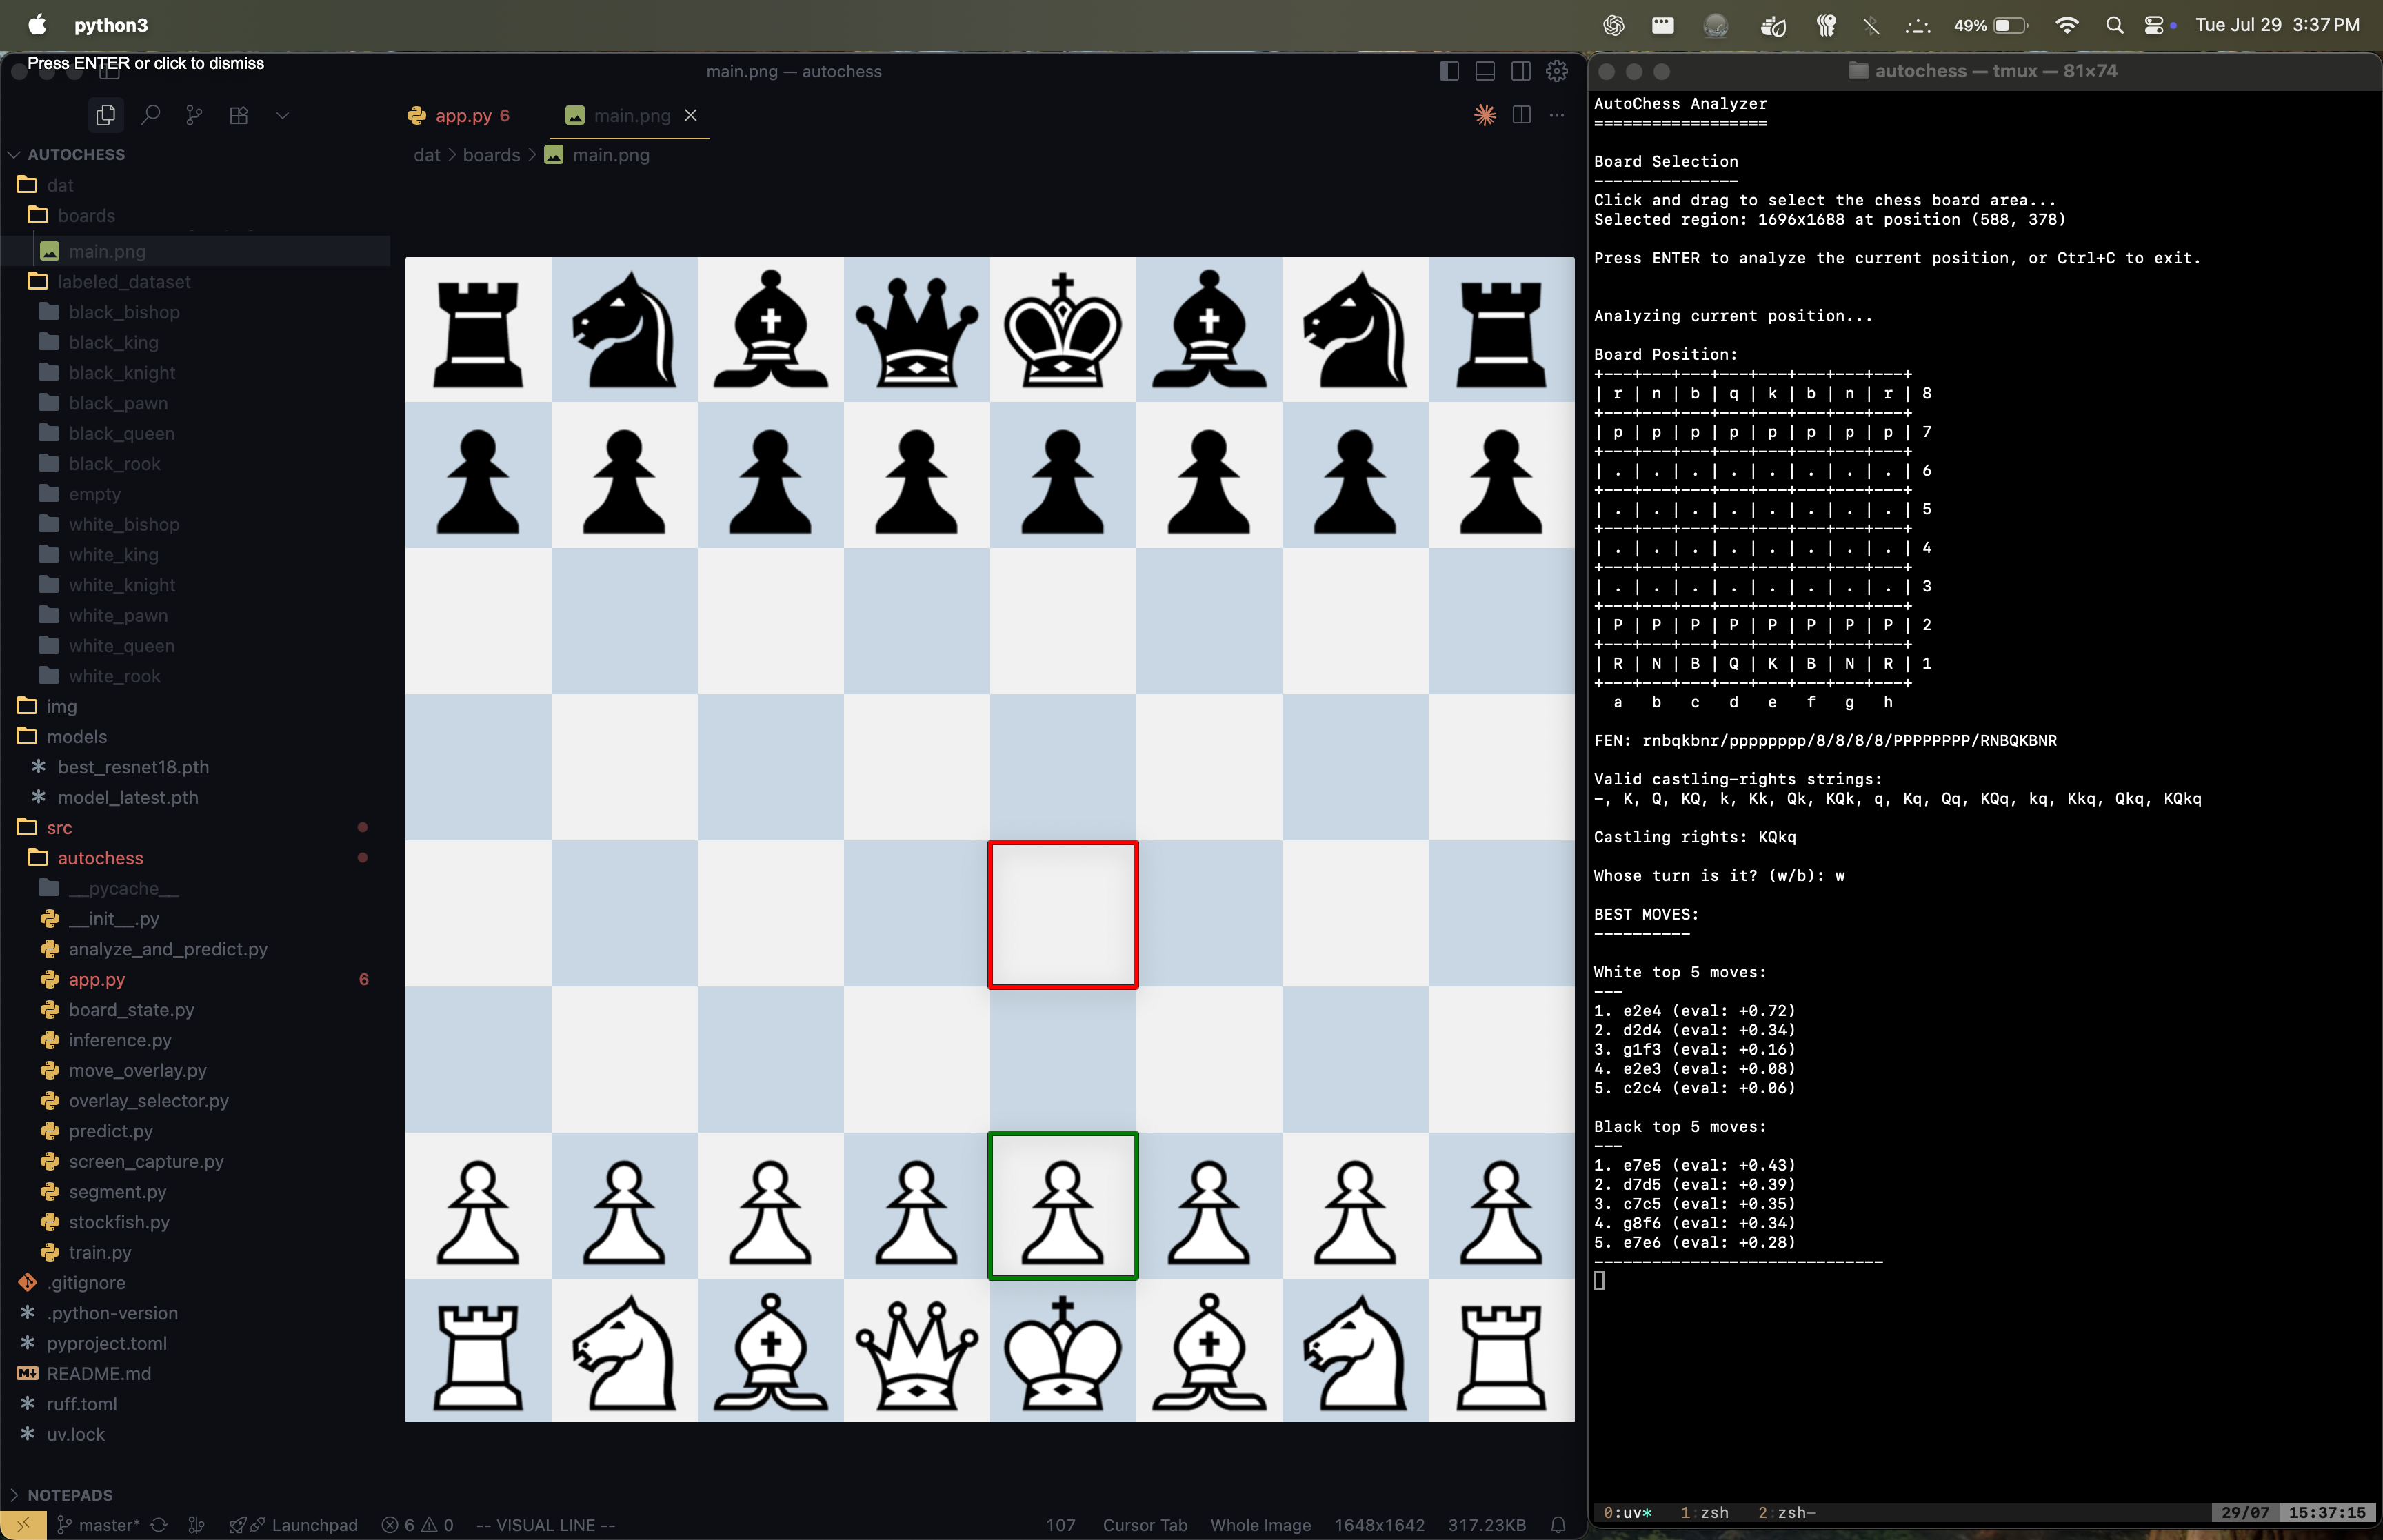 python3
49%
Tue Jul 29 3:37 PM
Press ENTER or click to dismiss
main.png — autochess
AUTOCHESS
dat
boards
main.png
labeled_dataset
black_bishop
black_king
black_knight
black_pawn
black_queen
black_rook
empty
white_bishop
white_king
white_knight
white_pawn
white_queen
white_rook
img
models
best_resnet18.pth
model_latest.pth
src
autochess
__pycache__
__init__.py
analyze_and_predict.py
app.py 6
board_state.py
inference.py
move_overlay.py
overlay_selector.py
predict.py
screen_capture.py
segment.py
stockfish.py
train.py
.gitignore
.python-version
pyproject.toml
README.md
ruff.toml
uv.lock
NOTEPADS
app.py 6
main.png
dat > boards > main.png
master*
Launchpad
6
0
-- VISUAL LINE --
107
Cursor Tab
Whole Image
1648x1642
317.23KB
autochess — tmux — 81×74
AutoChess Analyzer
==================
Board Selection
---------------
Click and drag to select the chess board area...
Selected region: 1696x1688 at position (588, 378)
Press ENTER to analyze the current position, or Ctrl+C to exit.
Analyzing current position...
Board Position:
+---+---+---+---+---+---+---+---+
| r | n | b | q | k | b | n | r | 8
+---+---+---+---+---+---+---+---+
| p | p | p | p | p | p | p | p | 7
+---+---+---+---+---+---+---+---+
| . | . | . | . | . | . | . | . | 6
+---+---+---+---+---+---+---+---+
| . | . | . | . | . | . | . | . | 5
+---+---+---+---+---+---+---+---+
| . | . | . | . | . | . | . | . | 4
+---+---+---+---+---+---+---+---+
| . | . | . | . | . | . | . | . | 3
+---+---+---+---+---+---+---+---+
| P | P | P | P | P | P | P | P | 2
+---+---+---+---+---+---+---+---+
| R | N | B | Q | K | B | N | R | 1
+---+---+---+---+---+---+---+---+
a b c d e f g h
FEN: rnbqkbnr/pppppppp/8/8/8/8/PPPPPPPP/RNBQKBNR
Valid castling-rights strings:
-, K, Q, KQ, k, Kk, Qk, KQk, q, Kq, Qq, KQq, kq, Kkq, Qkq, KQkq
Castling rights: KQkq
Whose turn is it? (w/b): w
BEST MOVES:
----------
White top 5 moves:
---
1. e2e4 (eval: +0.72)
2. d2d4 (eval: +0.34)
3. g1f3 (eval: +0.16)
4. e2e3 (eval: +0.08)
5. c2c4 (eval: +0.06)
Black top 5 moves:
---
1. e7e5 (eval: +0.43)
2. d7d5 (eval: +0.39)
3. c7c5 (eval: +0.35)
4. g8f6 (eval: +0.34)
5. e7e6 (eval: +0.28)
------------------------------
0:uv* 1:zsh 2:zsh-
29/07 15:37:15